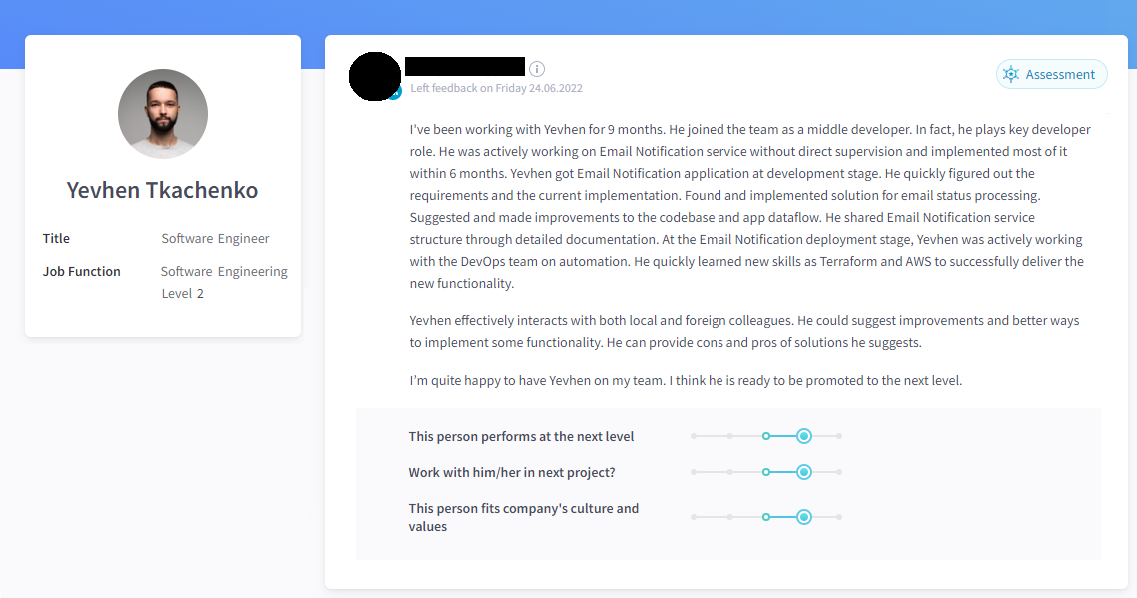 Yevhen Tkachenko
Title Software Engineer
Job Function Software Engineering
Level 2
Left feedback on Friday 24.06.2022
Assessment
I've been working with Yevhen for 9 months. He joined the team as a middle developer. In fact, he plays key developer
role. He was actively working on Email Notification service without direct supervision and implemented most of it
within 6 months. Yevhen got Email Notification application at development stage. He quickly figured out the
requirements and the current implementation. Found and implemented solution for email status processing.
Suggested and made improvements to the codebase and app dataflow. He shared Email Notification service
structure through detailed documentation. At the Email Notification deployment stage, Yevhen was actively working
with the DevOps team on automation. He quickly learned new skills as Terraform and AWS to successfully deliver the
new functionality.
Yevhen effectively interacts with both local and foreign colleagues. He could suggest improvements and better ways
to implement some functionality. He can provide cons and pros of solutions he suggests.
I'm quite happy to have Yevhen on my team. I think he is ready to be promoted to the next level.
This person performs at the next level
Work with him/her in next project?
This person fits company's culture and
values